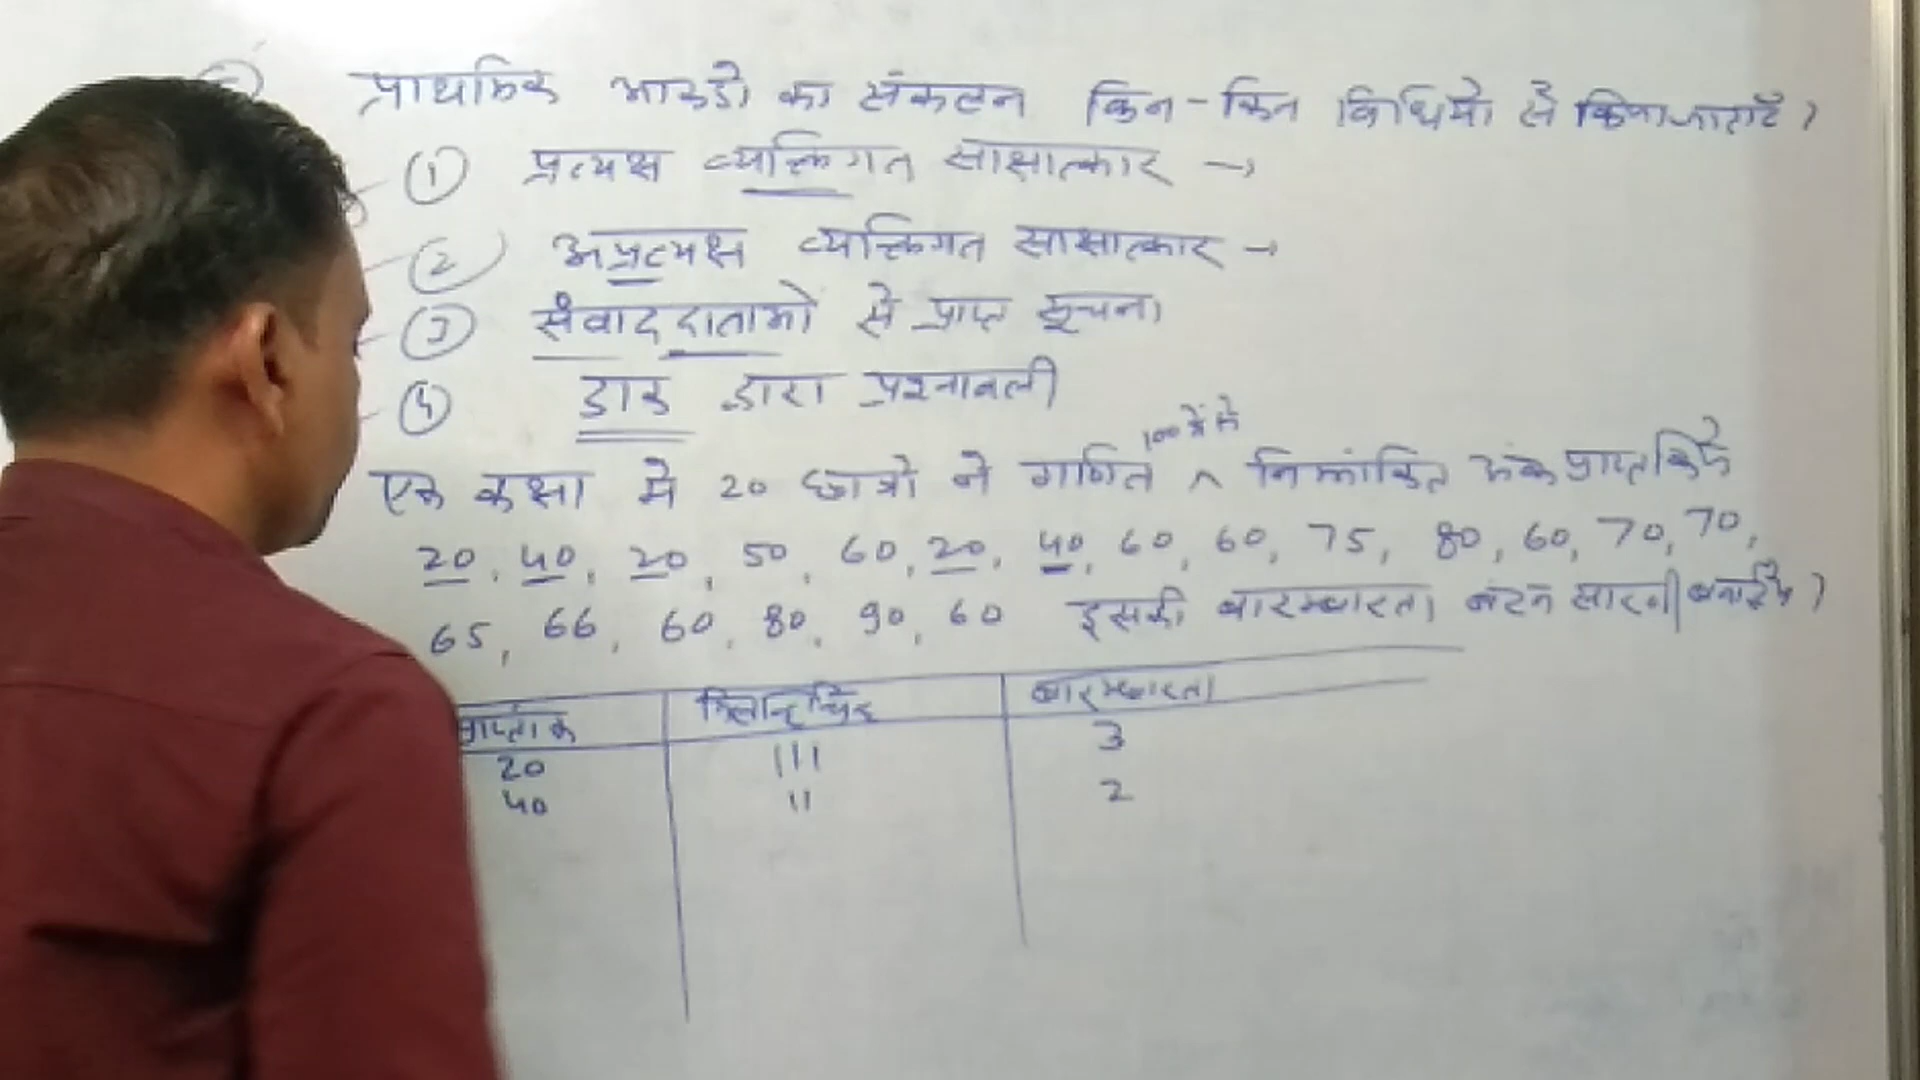 प्राथमिक आकडो का संकलन किन-किन विधियो से किया जाता है ?
① प्रत्यक्ष व्यक्तिगत साक्षात्कार →
② अप्रत्यक्ष व्यक्तिगत साक्षात्कार →
③ संवाददाताओ से प्राप्त सूचना
④ डाक द्वारा प्रश्नावली
100 में से
एक कक्षा मे 20 छात्रो ने गणित ^ निम्नांकित अंक प्राप्त किये
20, 40, 20, 50, 60, 20, 40, 60, 60, 75, 80, 60, 70, 70,
65, 66, 60, 80, 90, 60 इसकी बारम्बारता बंटन सारणी बनाईये ?
प्राप्तांक मिलान चिह्न बारम्बारता
20 ||| 3
40 || 2